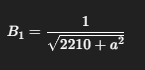 B₁ = 1 / √(2210 + a²)